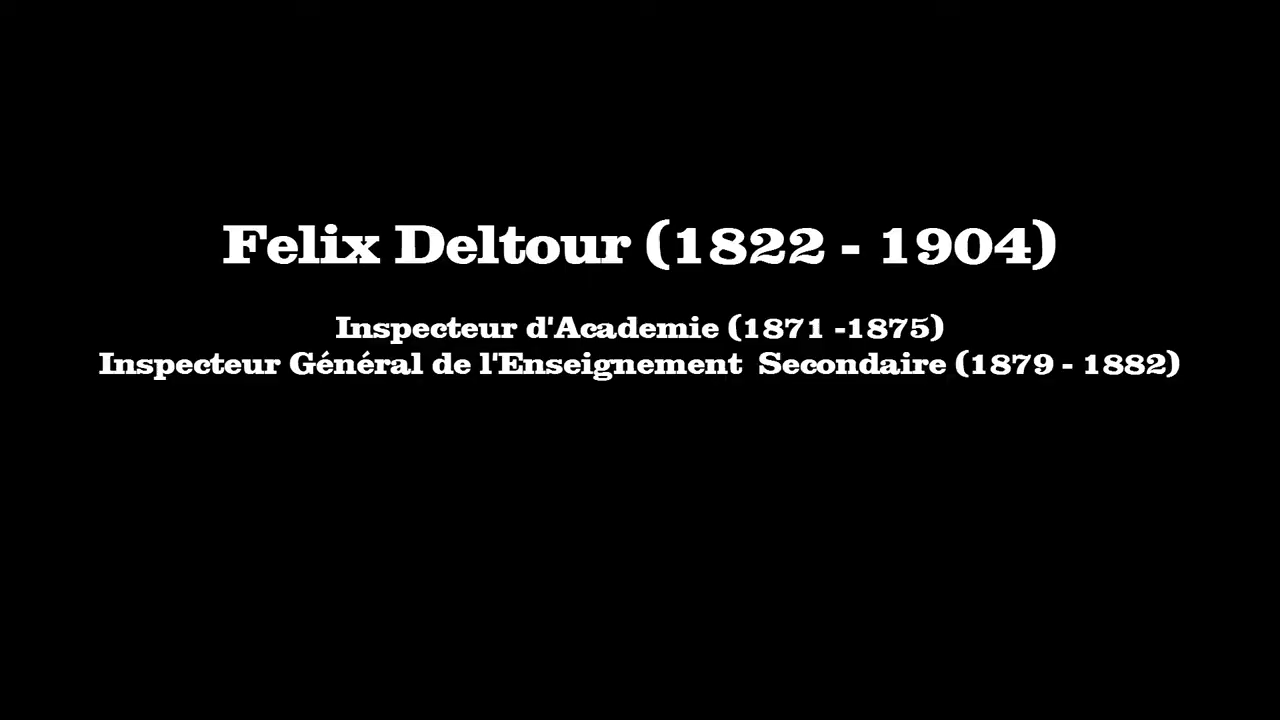 Felix Deltour (1822 - 1904)
Inspecteur d'Academie (1871 -1875)
Inspecteur Général de l'Enseignement  Secondaire (1879 - 1882)